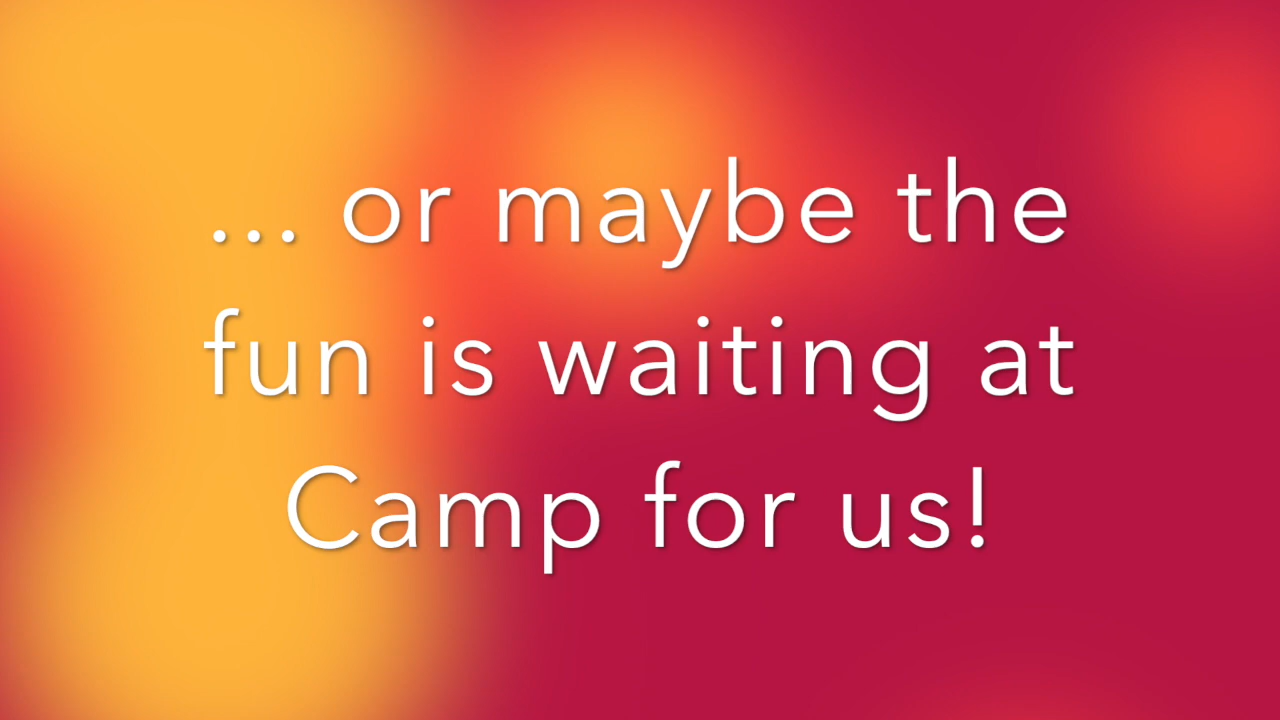 ... or maybe the
fun is waiting at
Camp for us!